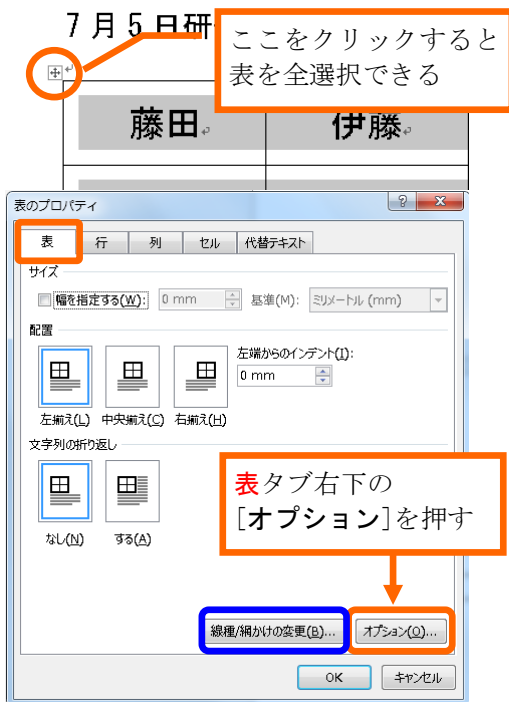 7月5日研
ここをクリックすると
表を全選択できる
藤田
伊藤
表のプロパティ
表 行 列 セル 代替テキスト
サイズ
幅を指定する(W): 0 mm 基準(M): ミリメートル (mm)
配置
左端からのインデント(I):
0 mm
左揃え(L) 中央揃え(C) 右揃え(H)
文字列の折り返し
なし(N) する(A)
表タブ右下の
[オプション]を押す
線種/網かけの変更(B)... オプション(O)...
OK キャンセル